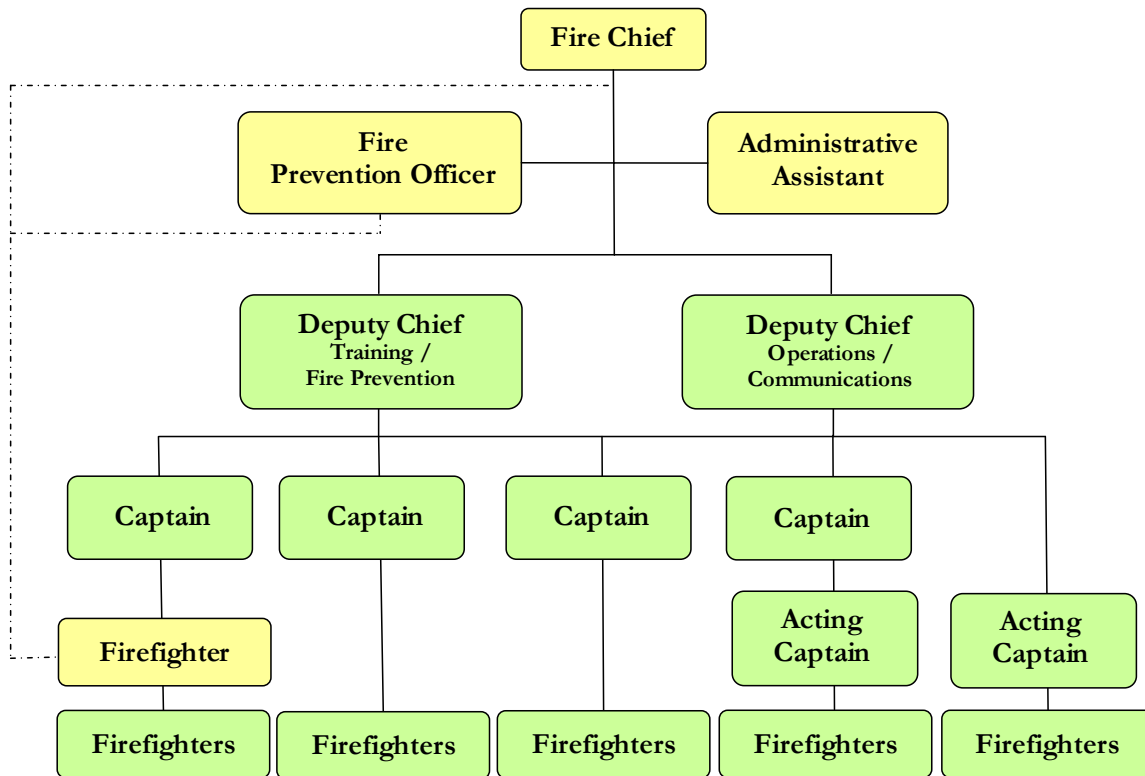 Fire Chief
Fire
Prevention Officer
Administrative
Assistant
Deputy Chief
Training /
Fire Prevention
Deputy Chief
Operations /
Communications
Captain
Captain
Captain
Captain
Firefighter
Acting
Captain
Acting
Captain
Firefighters
Firefighters
Firefighters
Firefighters
Firefighters